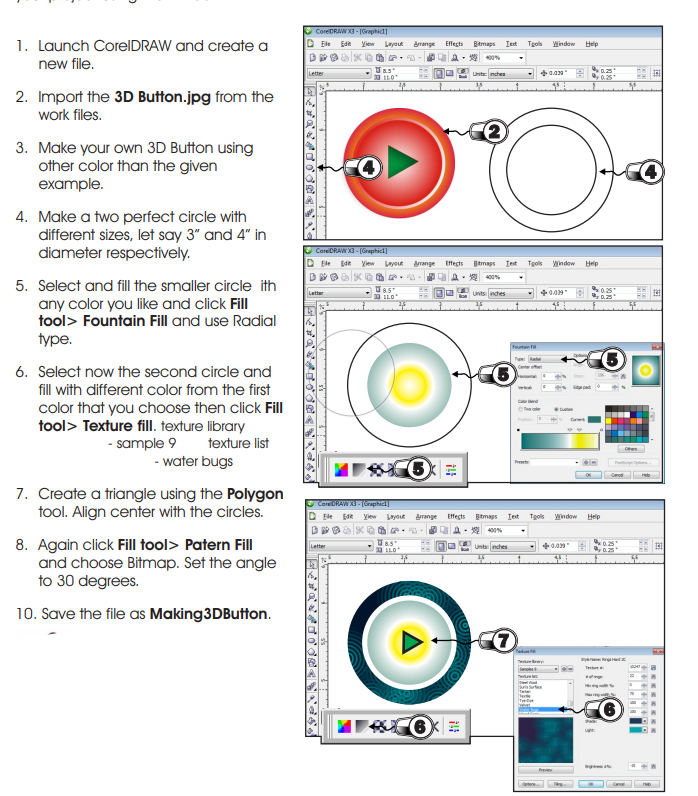 1. Launch CorelDRAW and create a
new file.
2. Import the 3D Button.jpg from the
work files.
3. Make your own 3D Button using
other color than the given
example.
4. Make a two perfect circle with
different sizes, let say 3” and 4” in
diameter respectively.
5. Select and fill the smaller circle ith
any color you like and click Fill
tool> Fountain Fill and use Radial
type.
6. Select now the second circle and
fill with different color from the first
color that you choose then click Fill
tool> Texture fill. texture library
- sample 9 texture list
- water bugs
7. Create a triangle using the Polygon
tool. Align center with the circles.
8. Again click Fill tool> Patern Fill
and choose Bitmap. Set the angle
to 30 degrees.
10. Save the file as Making3DButton.
CorelDRAW X3 - [Graphic1]
File Edit View Layout Arrange Effects Bitmaps Text Tools Window Help
400%
Letter 8.5" 11.0" Units: inches 0.039" 0.25" 0.25"
2
4
4
CorelDRAW X3 - [Graphic1]
File Edit View Layout Arrange Effects Bitmaps Text Tools Window Help
400%
Letter 8.5" 11.0" Units: inches 0.039" 0.25" 0.25"
Fountain Fill
Type: Radial
Options
Center offset
Horizontal: 0 %
Vertical: 0 % Edge pad: 0 %
Color blend
Two color Custom
Current:
Others
Presets: PostScript Options...
OK Cancel Help
5
5
5
CorelDRAW X3 - [Graphic1]
File Edit View Layout Arrange Effects Bitmaps Text Tools Window Help
400%
Letter 8.5" 11.0" Units: inches 0.039" 0.25" 0.25"
7
Texture Fill
Texture library:
Samples 9
Texture list:
Texture #:
# of rings:
Min ring width %:
Max ring width %:
Shade:
Light:
Brightness ±%:
Preview
Options... Tiling... OK Cancel Help
6
6